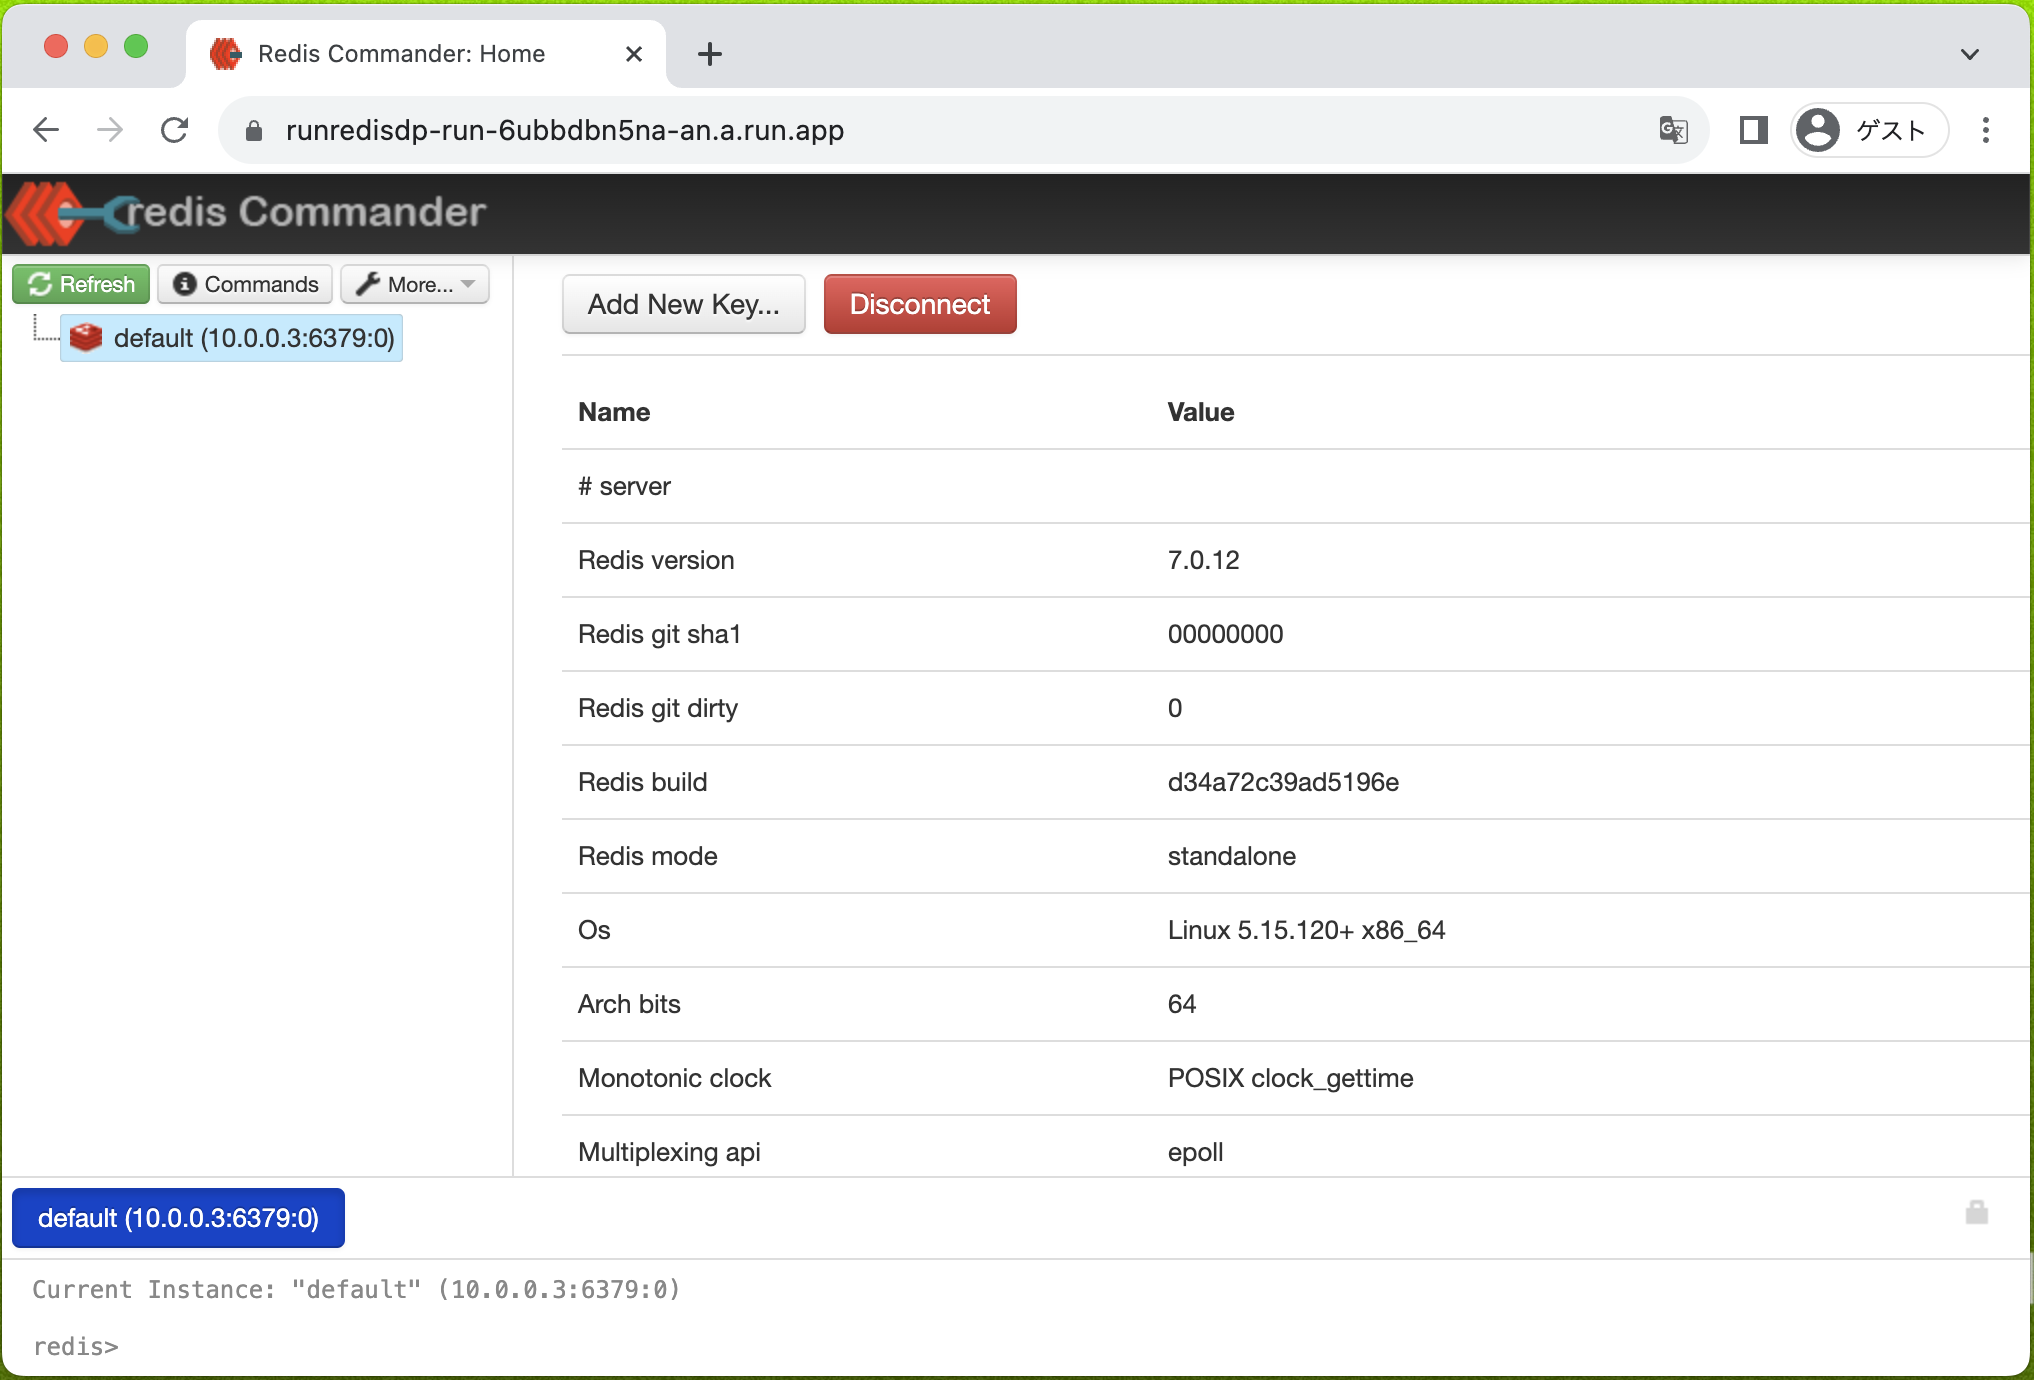 Redis Commander: Home
runredisdp-run-6ubbdbn5na-an.a.run.app
ゲスト
redis Commander
Refresh
Commands
More...
default (10.0.0.3:6379:0)
Add New Key...
Disconnect
Name Value
# server
Redis version 7.0.12
Redis git sha1 00000000
Redis git dirty 0
Redis build d34a72c39ad5196e
Redis mode standalone
Os Linux 5.15.120+ x86_64
Arch bits 64
Monotonic clock POSIX clock_gettime
Multiplexing api epoll
default (10.0.0.3:6379:0)
Current Instance: "default" (10.0.0.3:6379:0)
redis>